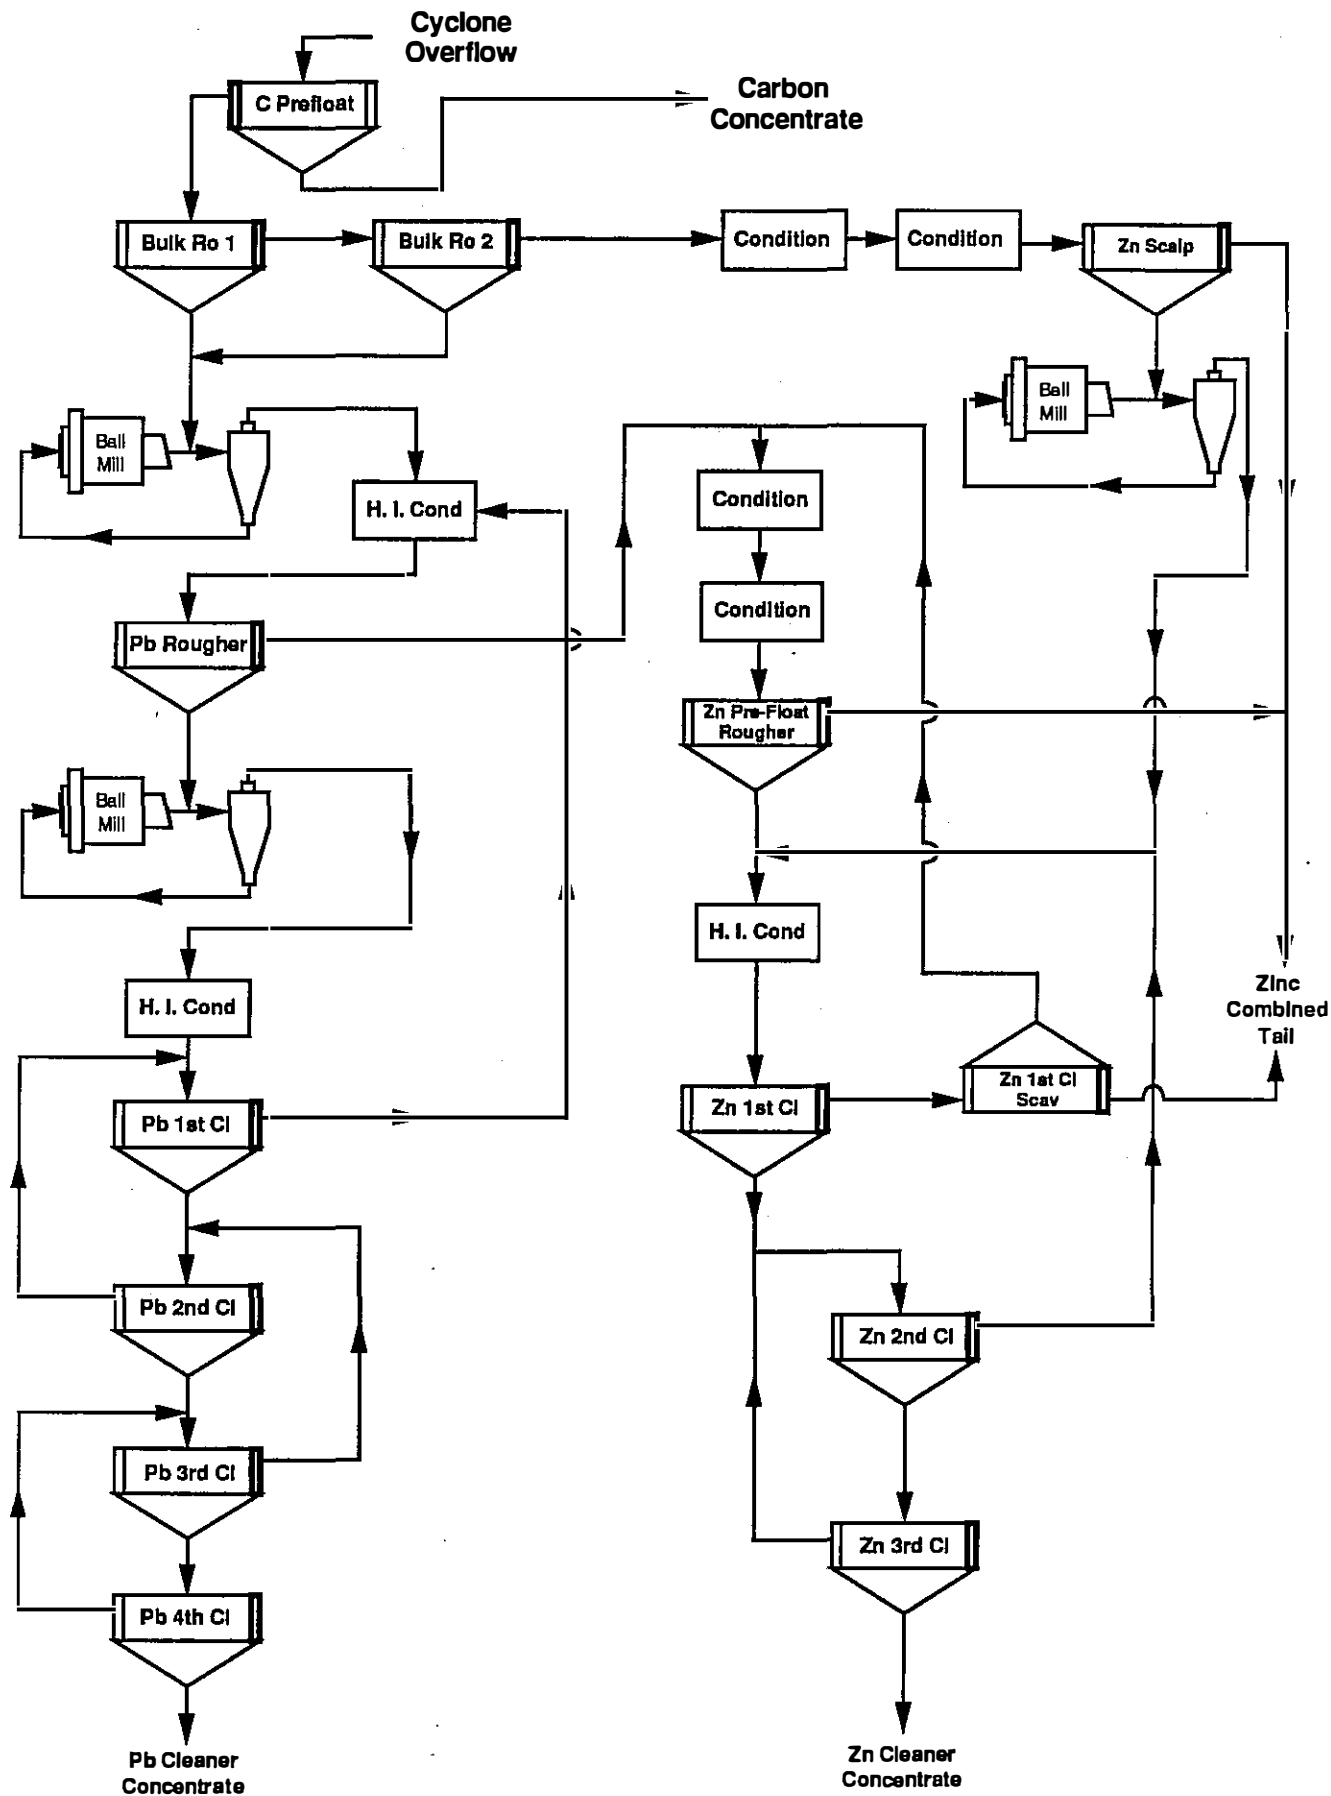 Cyclone
Overflow
C Prefloat
Carbon
Concentrate
Bulk Ro 1
Bulk Ro 2
Condition
Condition
Zn Scalp
Ball
Mill
Ball
Mill
H. I. Cond
Condition
Condition
Pb Rougher
Zn Pre-Float
Rougher
Ball
Mill
H. I. Cond
H. I. Cond
Zinc
Combined
Tail
Zn 1st Cl
Scav
Zn 1st Cl
Pb 1st Cl
Pb 2nd Cl
Zn 2nd Cl
Pb 3rd Cl
Zn 3rd Cl
Pb 4th Cl
Pb Cleaner
Concentrate
Zn Cleaner
Concentrate